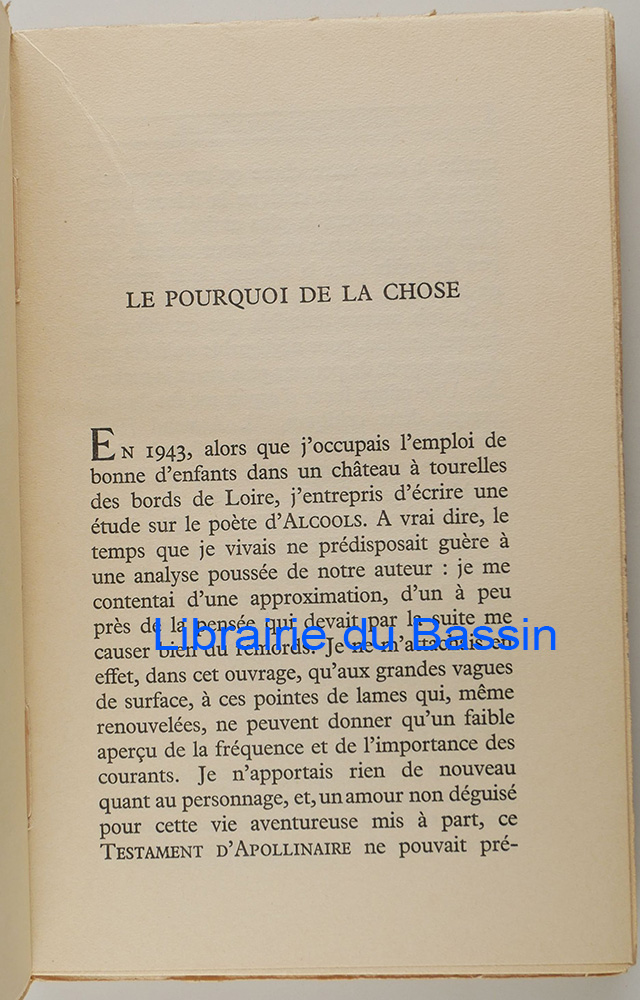 LE POURQUOI DE LA CHOSE
EN 1943, alors que j'occupais l'emploi de
bonne d'enfants dans un château à tourelles
des bords de Loire, j'entrepris d'écrire une
étude sur le poète d'ALCOOLS. A vrai dire, le
temps que je vivais ne prédisposait guère à
une analyse poussée de notre auteur : je me
contentai d'une approximation, d'un à peu
près de la pensée qui devait par la suite me
Librairie du Bassin
causer bien du remords. Je ne m'attachais en
effet, dans cet ouvrage, qu'aux grandes vagues
de surface, à ces pointes de lames qui, même
renouvelées, ne peuvent donner qu'un faible
aperçu de la fréquence et de l'importance des
courants. Je n'apportais rien de nouveau
quant au personnage, et, un amour non déguisé
pour cette vie aventureuse mis à part, ce
TESTAMENT D'APOLLINAIRE ne pouvait pré-